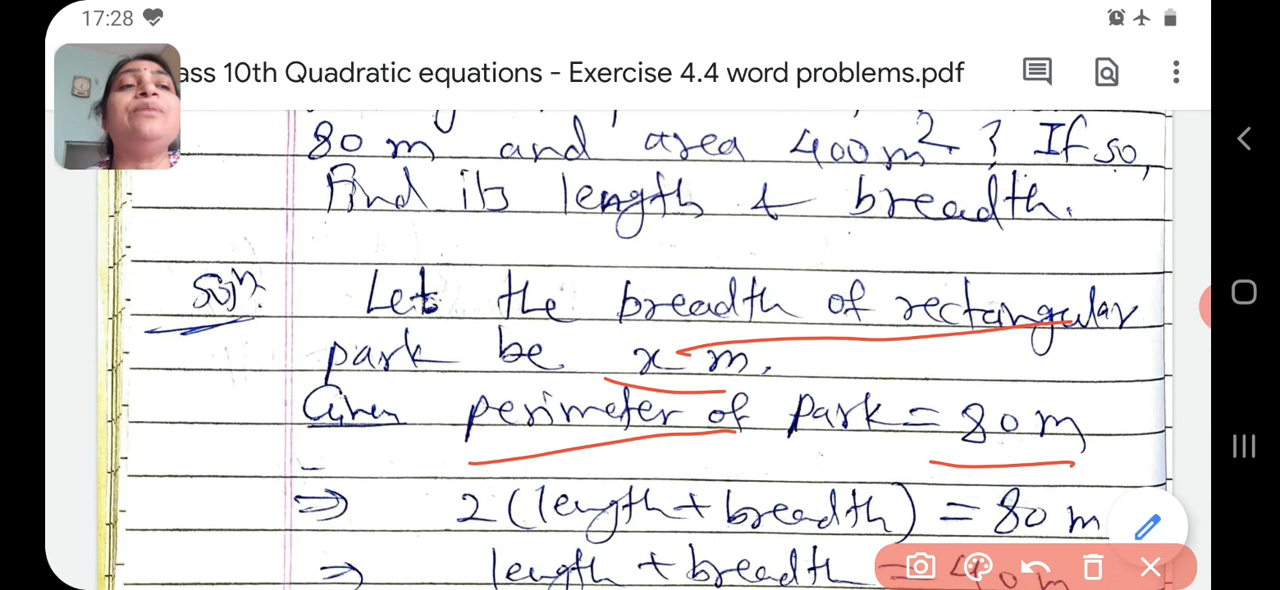 17:28
ass 10th Quadratic equations - Exercise 4.4 word problems.pdf
80 m and area 400 m² ? If so,
Find its length & breadth.
Soln.
Let the breadth of rectangular
park be x m.
Given perimeter of park = 80 m
⇒ 2 (length + breadth) = 80 m
⇒ length + breadth = 40 m